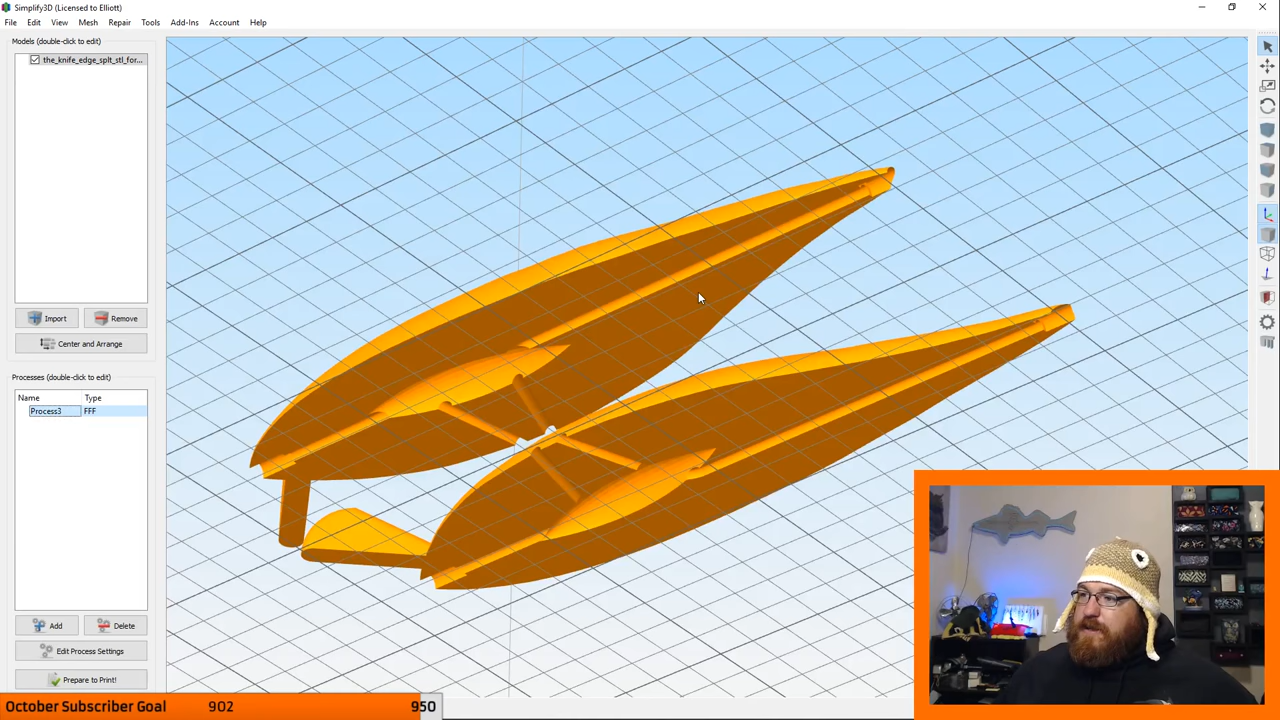 Simplify3D (Licensed to Elliott)
File Edit View Mesh Repair Tools Add-Ins Account Help
Models (double-click to edit)
the_knife_edge_splt_stl_for...
Import Remove
Center and Arrange
Processes (double-click to edit)
Name Type
Process3 FFF
Add Delete
Edit Process Settings
Prepare to Print!
October Subscriber Goal 902 950